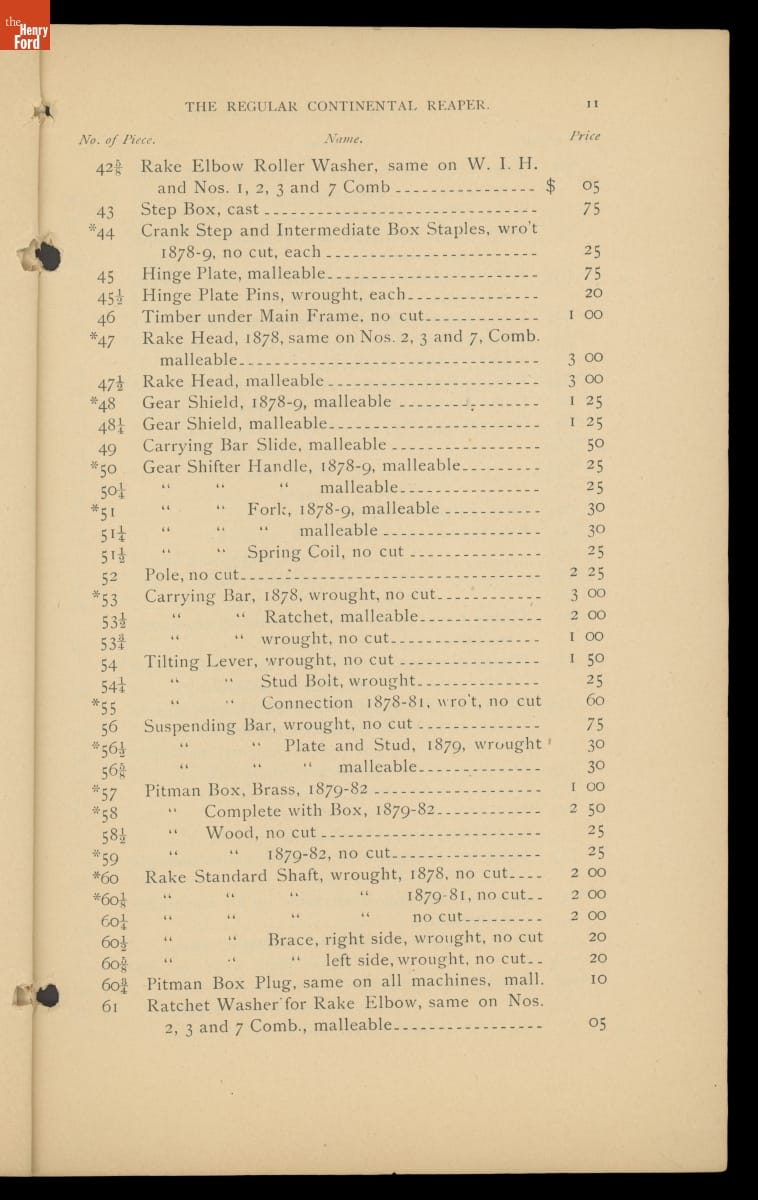 the
Henry
Ford
THE REGULAR CONTINENTAL REAPER. 11
No. of Piece. Name. Price
42⅝ Rake Elbow Roller Washer, same on W. I. H.
and Nos. 1, 2, 3 and 7 Comb ---------------- $ 05
43 Step Box, cast ------------------------------ 75
*44 Crank Step and Intermediate Box Staples, wro't
1878-9, no cut, each ----------------------- 25
45 Hinge Plate, malleable----------------------- 75
45½ Hinge Plate Pins, wrought, each-------------- 20
46 Timber under Main Frame, no cut------------- 1 00
*47 Rake Head, 1878, same on Nos. 2, 3 and 7, Comb.
malleable--------------------------------- 3 00
47½ Rake Head, malleable ----------------------- 3 00
*48 Gear Shield, 1878-9, malleable --------------- 1 25
48¼ Gear Shield, malleable----------------------- 1 25
49 Carrying Bar Slide, malleable ---------------- 50
*50 Gear Shifter Handle, 1878-9, malleable--------- 25
50¼ “ “ “ malleable--------------- 25
*51 “ “ Fork, 1878-9, malleable ----------- 30
51¼ “ “ “ malleable ----------------- 30
51½ “ “ Spring Coil, no cut -------------- 25
52 Pole, no cut--------------------------------- 2 25
*53 Carrying Bar, 1878, wrought, no cut----------- 3 00
53½ “ “ Ratchet, malleable------------- 2 00
53¾ “ “ wrought, no cut---------------- 1 00
54 Tilting Lever, wrought, no cut --------------- 1 50
54¼ “ “ Stud Bolt, wrought------------- 25
*55 “ “ Connection 1878-81, wro't, no cut 60
56 Suspending Bar, wrought, no cut ------------- 75
*56½ “ “ Plate and Stud, 1879, wrought 30
56⅝ “ “ “ malleable------------- 30
*57 Pitman Box, Brass, 1879-82 ------------------ 1 00
*58 “ Complete with Box, 1879-82----------- 2 50
58½ “ Wood, no cut ----------------------- 25
*59 “ “ 1879-82, no cut---------------- 25
*60 Rake Standard Shaft, wrought, 1878, no cut---- 2 00
*60⅛ “ “ “ “ 1879-81, no cut-- 2 00
60¼ “ “ “ “ no cut--------- 2 00
60½ “ “ Brace, right side, wrought, no cut 20
60⅝ “ “ “ left side, wrought, no cut-- 20
60¾ Pitman Box Plug, same on all machines, mall. 10
61 Ratchet Washer for Rake Elbow, same on Nos.
2, 3 and 7 Comb., malleable---------------- 05